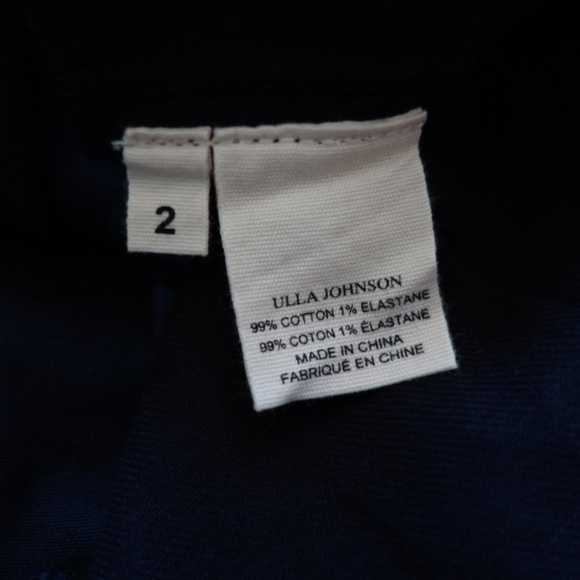 2
ULLA JOHNSON
99% COTTON 1% ELASTANE
99% COTON 1% ÉLASTANE
MADE IN CHINA
FABRIQUÉ EN CHINE